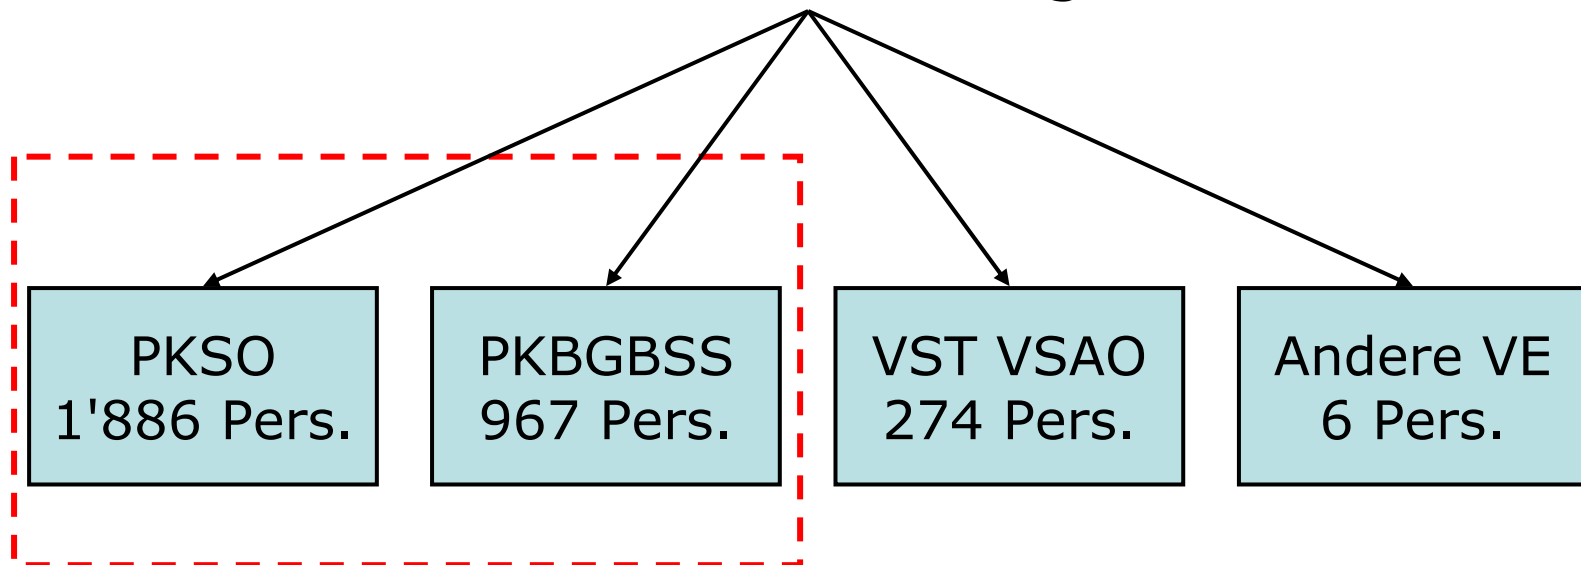 PKSO
1'886 Pers.
PKBGBSS
967 Pers.
VST VSAO
274 Pers.
Andere VE
6 Pers.